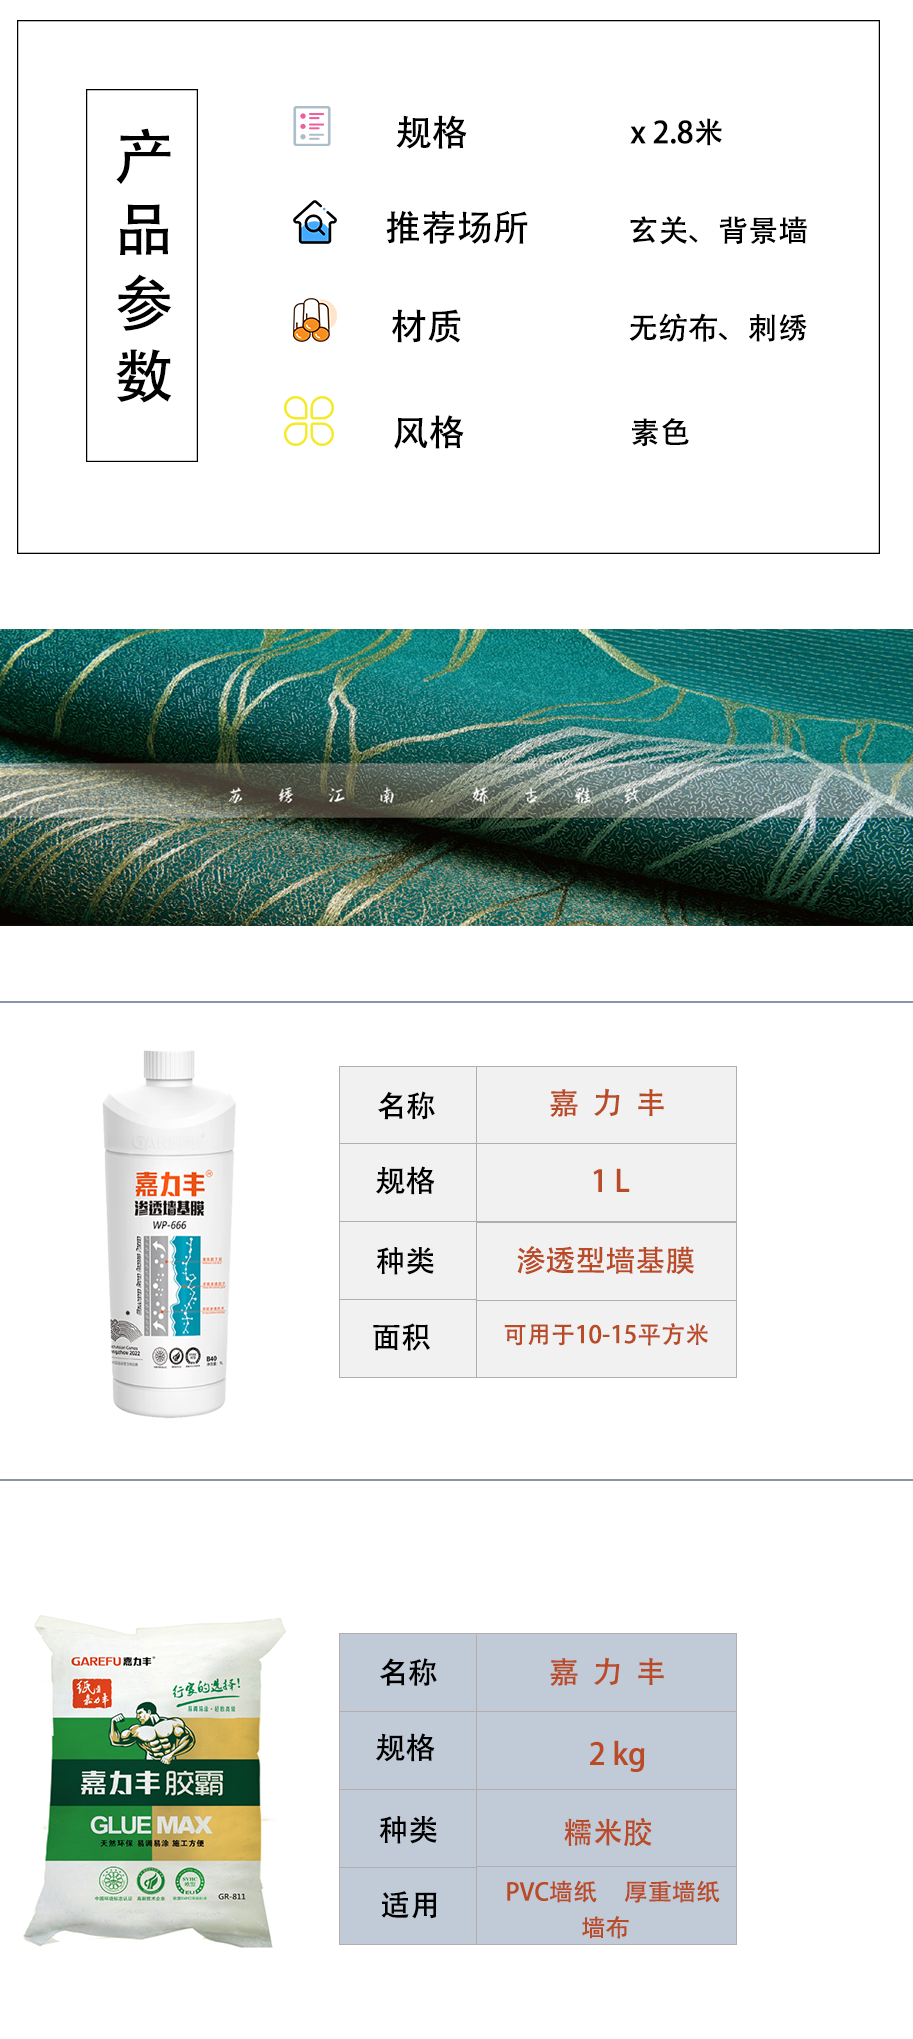 产品参数
规格
x 2.8米
推荐场所
玄关、背景墙
材质
无纺布、刺绣
风格
素色
苏绣江南.娇古雅致
嘉力丰
渗透墙基膜
WP-666
B40
名称
嘉 力 丰
规格
1 L
种类
渗透型墙基膜
面积
可用于10-15平方米
GAREFU嘉力丰
行家的选择!
嘉力丰胶霸
GLUE MAX
天然环保 易调易涂 施工方便
GR-811
名称
嘉 力 丰
规格
2 kg
种类
糯米胶
适用
PVC墙纸 厚重墙纸
墙布